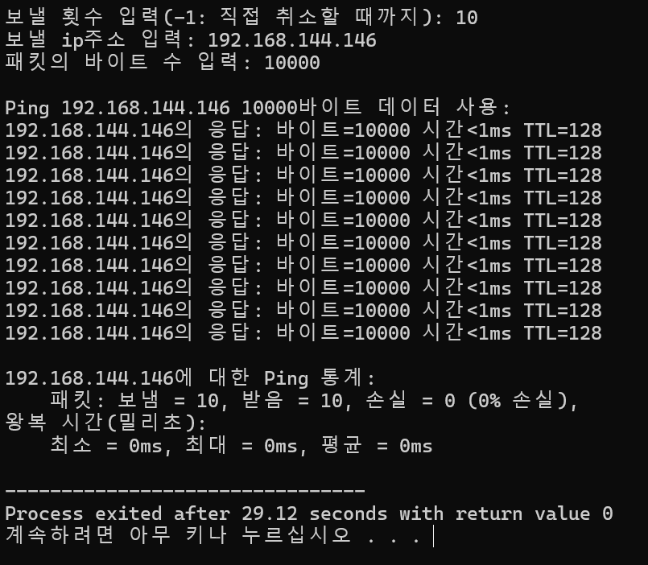 보낼 횟수 입력(-1: 직접 취소할 때까지): 10
보낼 ip주소 입력: 192.168.144.146
패킷의 바이트 수 입력: 10000
Ping 192.168.144.146 10000바이트 데이터 사용:
192.168.144.146의 응답: 바이트=10000 시간<1ms TTL=128
192.168.144.146의 응답: 바이트=10000 시간<1ms TTL=128
192.168.144.146의 응답: 바이트=10000 시간<1ms TTL=128
192.168.144.146의 응답: 바이트=10000 시간<1ms TTL=128
192.168.144.146의 응답: 바이트=10000 시간<1ms TTL=128
192.168.144.146의 응답: 바이트=10000 시간<1ms TTL=128
192.168.144.146의 응답: 바이트=10000 시간<1ms TTL=128
192.168.144.146의 응답: 바이트=10000 시간<1ms TTL=128
192.168.144.146의 응답: 바이트=10000 시간<1ms TTL=128
192.168.144.146의 응답: 바이트=10000 시간<1ms TTL=128
192.168.144.146에 대한 Ping 통계:
패킷: 보냄 = 10, 받음 = 10, 손실 = 0 (0% 손실),
왕복 시간(밀리초):
최소 = 0ms, 최대 = 0ms, 평균 = 0ms
--------------------------------
Process exited after 29.12 seconds with return value 0
계속하려면 아무 키나 누르십시오 . . .